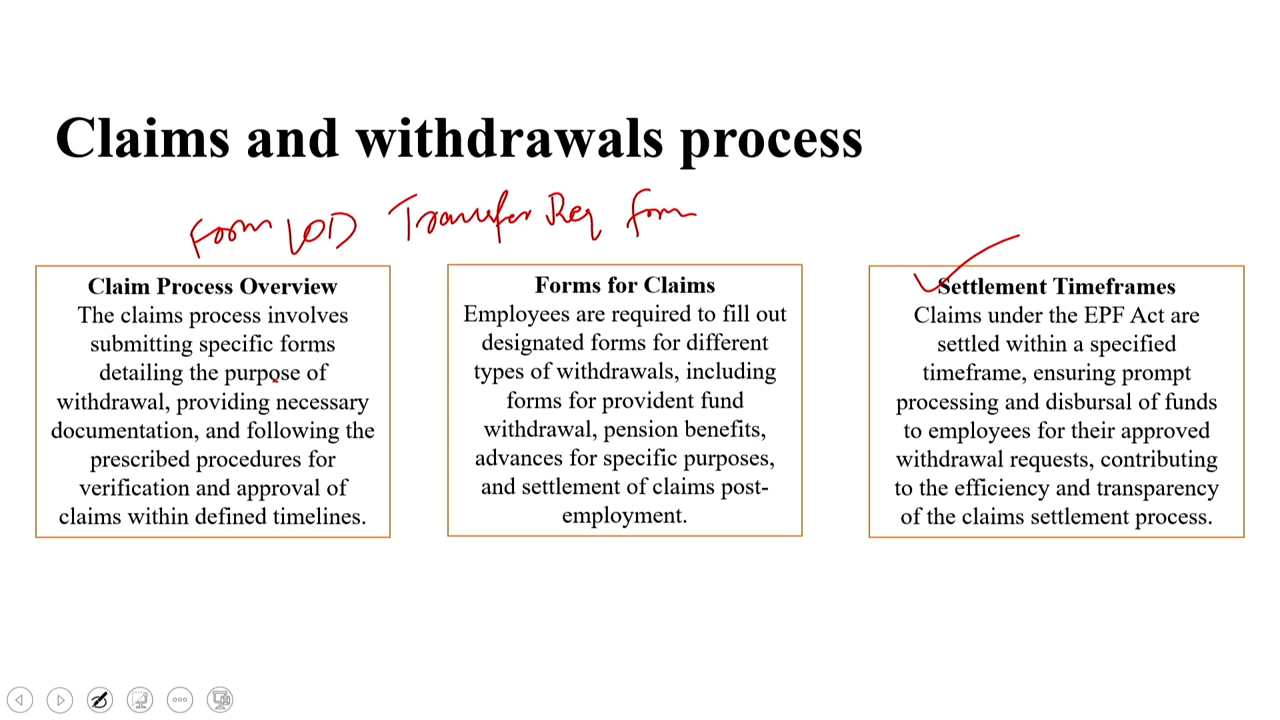 Claims and withdrawals process
Form 10D Transfer Req form
Claim Process Overview
The claims process involves
submitting specific forms
detailing the purpose of
withdrawal, providing necessary
documentation, and following the
prescribed procedures for
verification and approval of
claims within defined timelines.
Forms for Claims
Employees are required to fill out
designated forms for different
types of withdrawals, including
forms for provident fund
withdrawal, pension benefits,
advances for specific purposes,
and settlement of claims post-
employment.
Settlement Timeframes
Claims under the EPF Act are
settled within a specified
timeframe, ensuring prompt
processing and disbursal of funds
to employees for their approved
withdrawal requests, contributing
to the efficiency and transparency
of the claims settlement process.